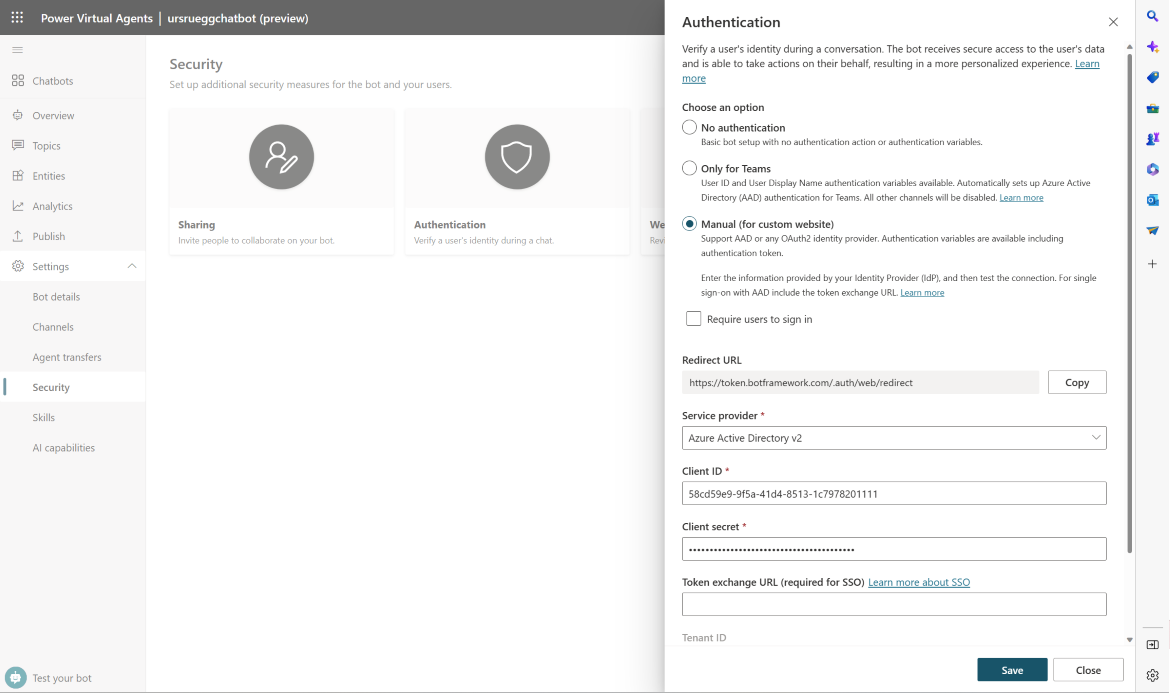 Power Virtual Agents | ursrueggchatbot (preview)
Chatbots
Overview
Topics
Entities
Analytics
Publish
Settings
Bot details
Channels
Agent transfers
Security
Skills
AI capabilities
Test your bot
Security
Set up additional security measures for the bot and your users.
Sharing
Invite people to collaborate on your bot.
Authentication
Verify a user's identity during a chat.
We
Rev
Authentication
Verify a user's identity during a conversation. The bot receives secure access to the user's data
and is able to take actions on their behalf, resulting in a more personalized experience. Learn
more
Choose an option
No authentication
Basic bot setup with no authentication action or authentication variables.
Only for Teams
User ID and User Display Name authentication variables available. Automatically sets up Azure Active
Directory (AAD) authentication for Teams. All other channels will be disabled. Learn more
Manual (for custom website)
Support AAD or any OAuth2 identity provider. Authentication variables are available including
authentication token.
Enter the information provided by your Identity Provider (IdP), and then test the connection. For single
sign-on with AAD include the token exchange URL. Learn more
Require users to sign in
Redirect URL
https://token.botframework.com/.auth/web/redirect
Copy
Service provider *
Azure Active Directory v2
Client ID *
58cd59e9-9f5a-41d4-8513-1c7978201111
Client secret *
Token exchange URL (required for SSO) Learn more about SSO
Tenant ID
Save
Close